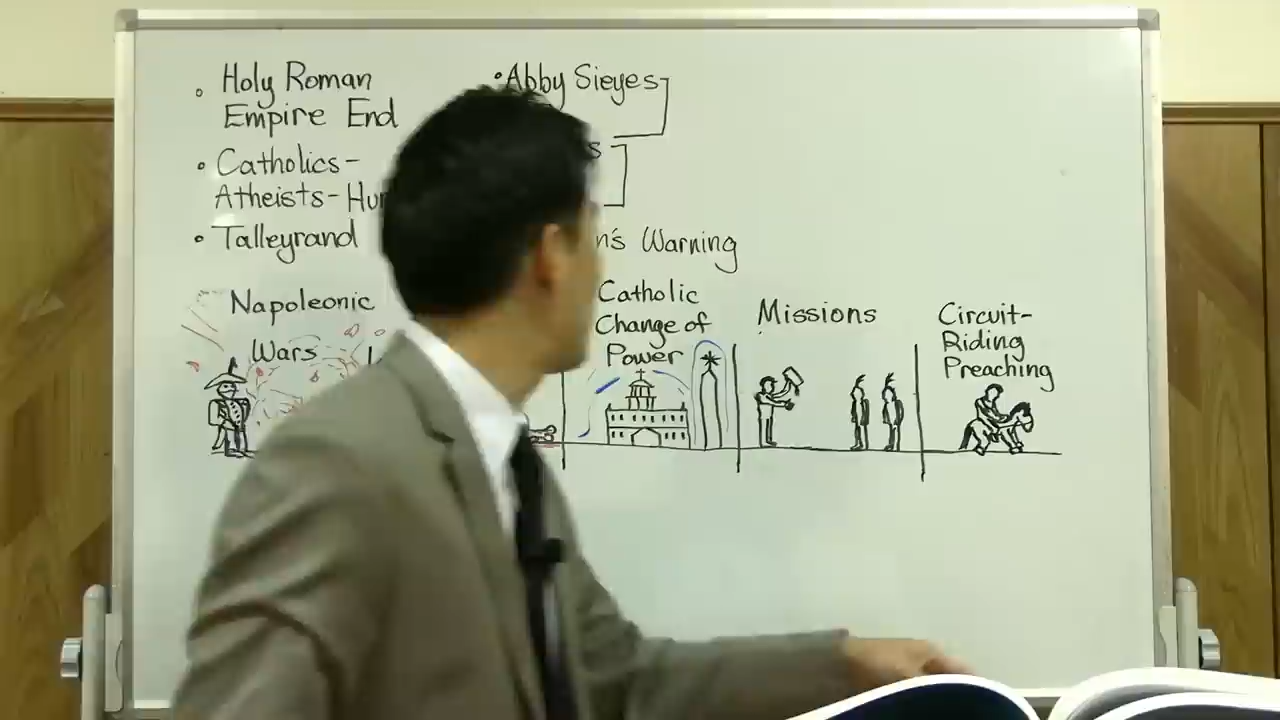 Holy Roman
Empire End
• Catholics-
Atheists-
• Talleyrand
• Abby Sieyes
Warning
Napoleonic
Wars
Catholic
Change of
Power
Missions
Circuit-
Riding
Preaching